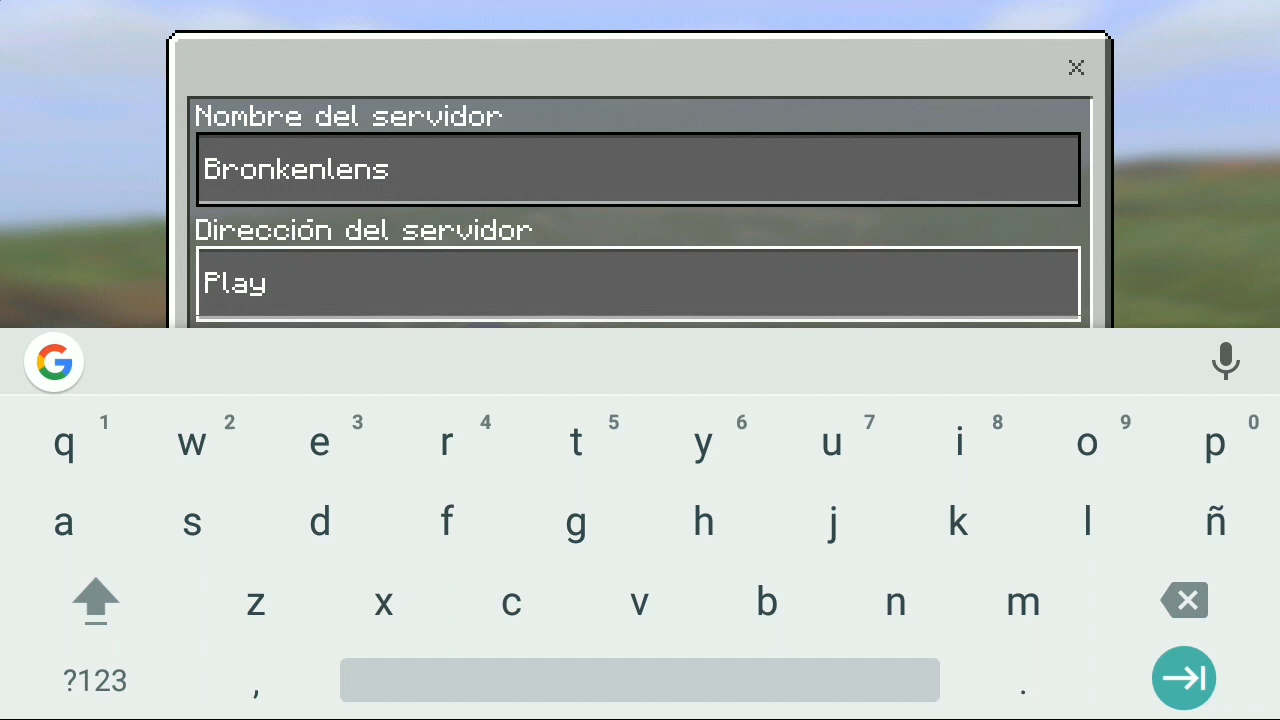 Nombre del servidor
Bronkenlens
Dirección del servidor
Play
G
q 1 w 2 e 3 r 4 t 5 y 6 u 7 i 8 o 9 p 0
a s d f g h j k l ñ
z x c v b n m
?123 , .